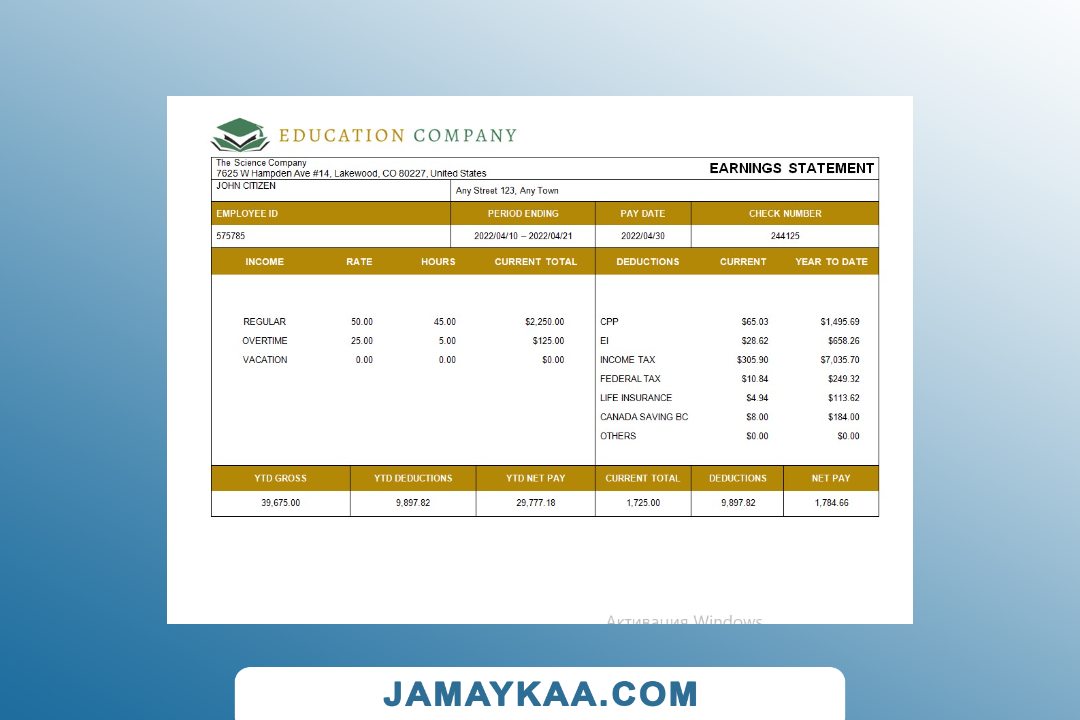 EDUCATION COMPANY
The Science Company
7625 W Hampden Ave #14, Lakewood, CO 80227, United States
EARNINGS STATEMENT
JOHN CITIZEN
Any Street 123, Any Town
EMPLOYEE ID PERIOD ENDING PAY DATE CHECK NUMBER
575785 2022/04/10 – 2022/04/21 2022/04/30 244125
INCOME RATE HOURS CURRENT TOTAL DEDUCTIONS CURRENT YEAR TO DATE
REGULAR 50.00 45.00 $2,250.00 CPP $65.03 $1,495.69
OVERTIME 25.00 5.00 $125.00 EI $28.62 $658.26
VACATION 0.00 0.00 $0.00 INCOME TAX $305.90 $7,035.70
FEDERAL TAX $10.84 $249.32
LIFE INSURANCE $4.94 $113.62
CANADA SAVING BC $8.00 $184.00
OTHERS $0.00 $0.00
YTD GROSS YTD DEDUCTIONS YTD NET PAY CURRENT TOTAL DEDUCTIONS NET PAY
39,675.00 9,897.82 29,777.18 1,725.00 9,897.82 1,784.66
Активация Windows
JAMAYKAA.COM